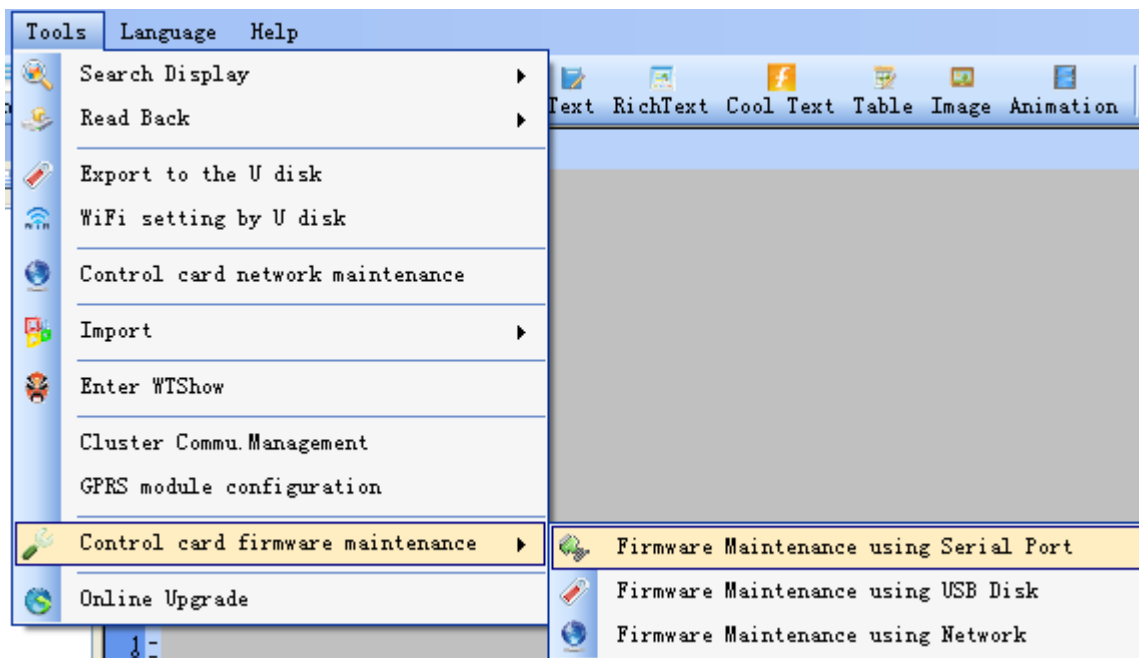 Tools Language Help
Search Display
Text RichText Cool Text Table Image Animation
Read Back
Export to the U disk
WiFi setting by U disk
Control card network maintenance
Import
Enter WTShow
Cluster Commu.Management
GPRS module configuration
Control card firmware maintenance
Firmware Maintenance using Serial Port
Online Upgrade
Firmware Maintenance using USB Disk
Firmware Maintenance using Network
1